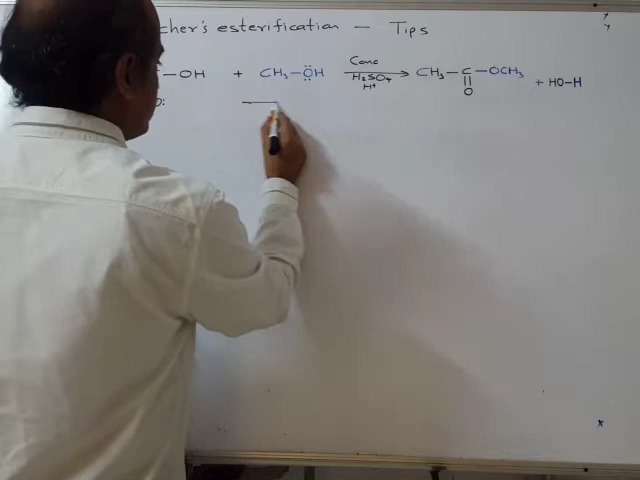 cher's esterification — Tips
–OH + CH₃–ÖH Conc H₂SO₄ H⁺ → CH₃–C–OCH₃ + HO–H
O